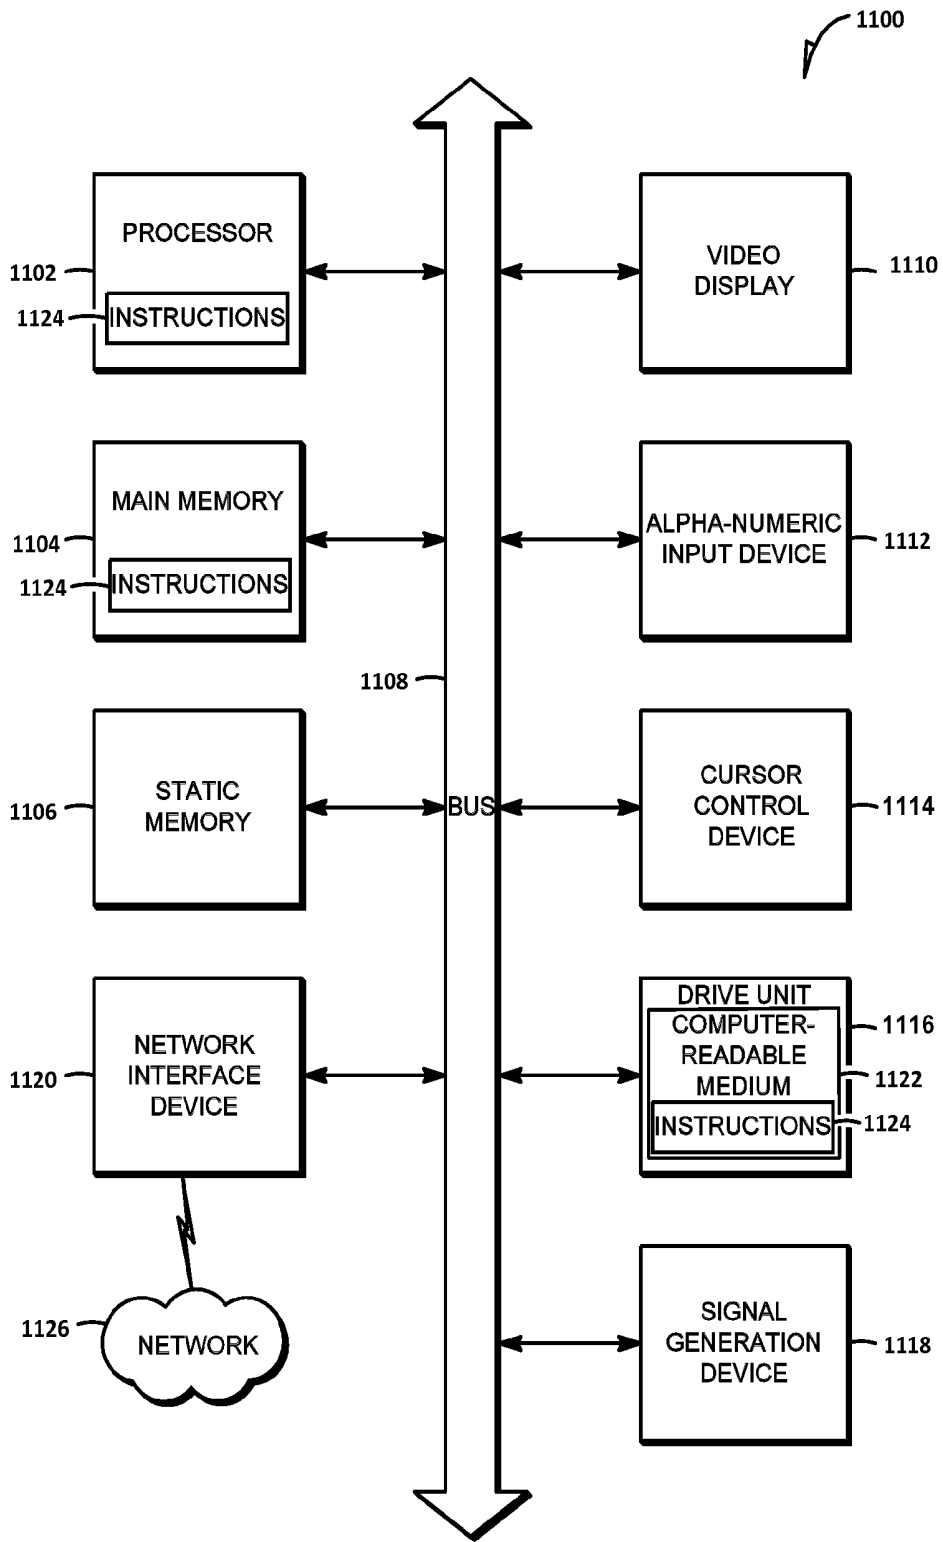 1100
PROCESSOR
1102
1124
INSTRUCTIONS
VIDEO
DISPLAY
1110
MAIN MEMORY
1104
1124
INSTRUCTIONS
ALPHA-NUMERIC
INPUT DEVICE
1112
1108
STATIC
MEMORY
1106
BUS
CURSOR
CONTROL
DEVICE
1114
NETWORK
INTERFACE
DEVICE
1120
DRIVE UNIT
1116
COMPUTER-
READABLE
MEDIUM
1122
INSTRUCTIONS
1124
1126
NETWORK
SIGNAL
GENERATION
DEVICE
1118